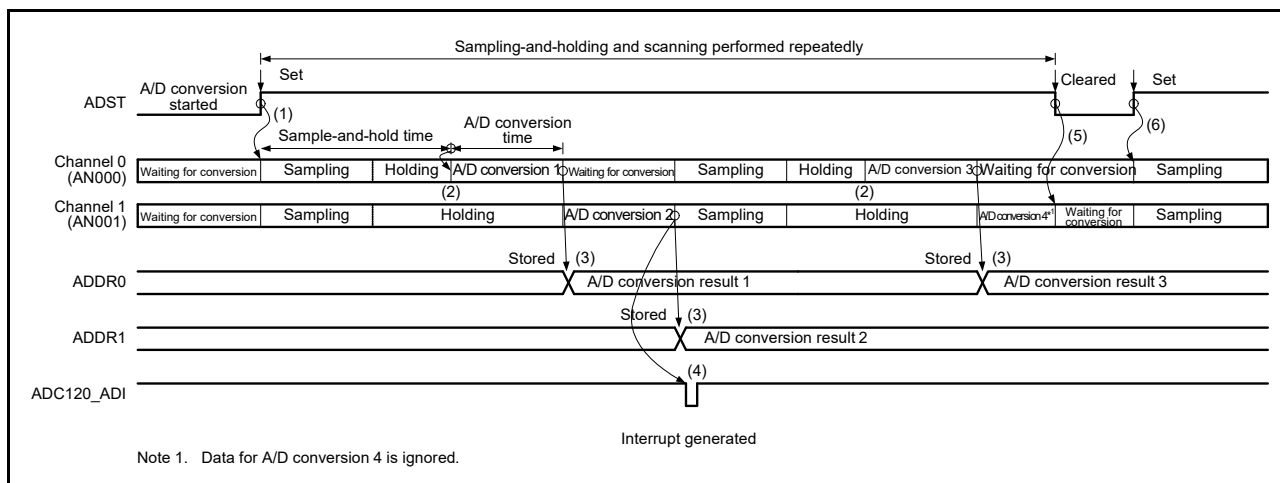 Sampling-and-holding and scanning performed repeatedly
A/D conversion started
Set
Cleared
Set
ADST
(1)
Sample-and-hold time
A/D conversion time
(5)
(6)
Channel 0 (AN000)
Waiting for conversion
Sampling
Holding
A/D conversion 1
Waiting for conversion
Sampling
Holding
A/D conversion 3
Waiting for conversion
Sampling
(2)
(2)
Channel 1 (AN001)
Waiting for conversion
Sampling
Holding
A/D conversion 2
Sampling
Holding
A/D conversion 4*1
Waiting for conversion
Sampling
Stored
(3)
Stored
(3)
ADDR0
A/D conversion result 1
A/D conversion result 3
Stored
(3)
ADDR1
A/D conversion result 2
(4)
ADC120_ADI
Interrupt generated
Note 1. Data for A/D conversion 4 is ignored.